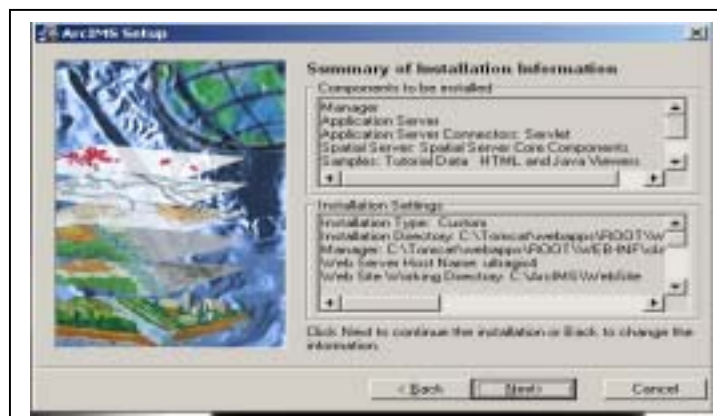 ArcIMS Setup
Summary of Installation Information
Components to be installed
Manager
Application Server
Application Server Connectors: Servlet
Spatial Server: Spatial Server Core Components
Samples: Tutorial Data HTML and Java Viewers
Installation Settings
Installation Type: Custom
Installation Directory: C:\Tomcat\webapps\ROOT\W
Manager: C:\Tomcat\webapps\ROOT\WEB-INF\cla
Web Server Host Name:
Web Site Working Directory: C:\ArcIMS\WebSite
Click Next to continue the installation or Back to change the
information.
< Back
Next>
Cancel